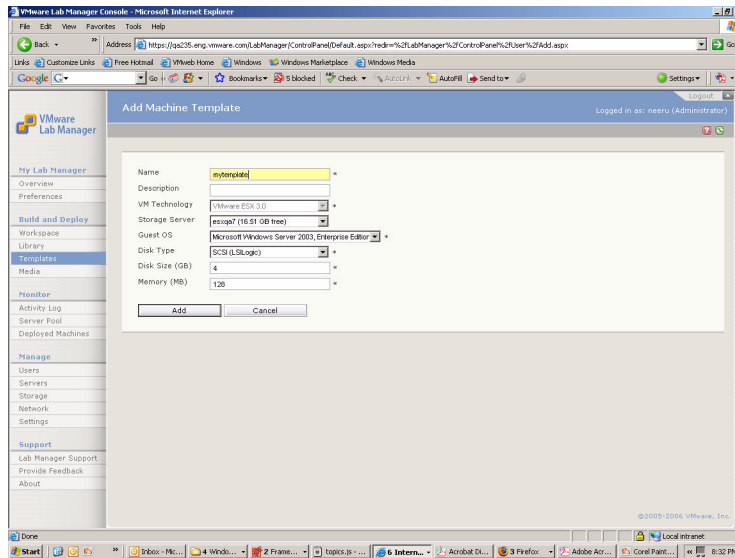 VMware Lab Manager Console - Microsoft Internet Explorer
File Edit View Favorites Tools Help
Back » Address https://qa235.eng.vmware.com/LabManager/ControlPanel/Default.aspx?redir=%2fLabManager%2fControlPanel%2fUser%2fAdd.aspx Go
Links Customize Links Free Hotmail VMweb Home Windows Windows Marketplace Windows Media
Google G Go Bookmarks 5 blocked Check AutoLink AutoFill Send to Settings
Logout
VMware
Lab Manager
Add Machine Template
Logged in as: neeru (Administrator)
My Lab Manager
Overview
Preferences
Build and Deploy
Workspace
Library
Templates
Media
Monitor
Activity Log
Server Pool
Deployed Machines
Manage
Users
Servers
Storage
Network
Settings
Support
Lab Manager Support
Provide Feedback
About
Name mytemplate *
Description
VM Technology VMware ESX 3.0 *
Storage Server esxqa7 (16.51 GB free)
Guest OS Microsoft Windows Server 2003, Enterprise Edition *
Disk Type SCSI (LSILogic) *
Disk Size (GB) 4 *
Memory (MB) 128 *
Add Cancel
©2005-2006 VMware, Inc.
Done Local intranet
Start » Inbox - Mic... 4 Windo... 2 Frame... topics.js - ... 6 Intern... Acrobat Di... 3 Firefox Adobe Acr... Corel Paint... « 8:32 PM